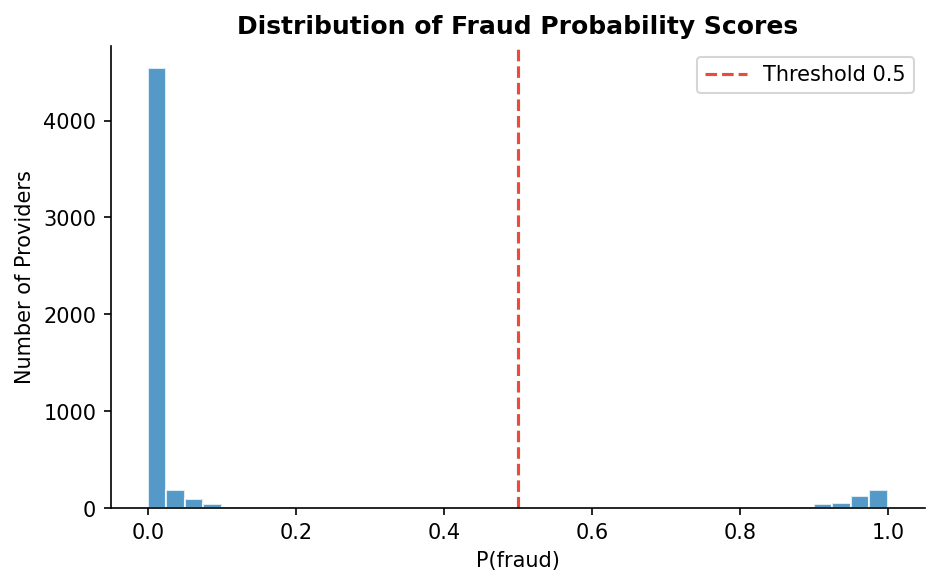 Distribution of Fraud Probability Scores
Threshold 0.5
Number of Providers
4000
3000
2000
1000
0
0.0 0.2 0.4 0.6 0.8 1.0
P(fraud)